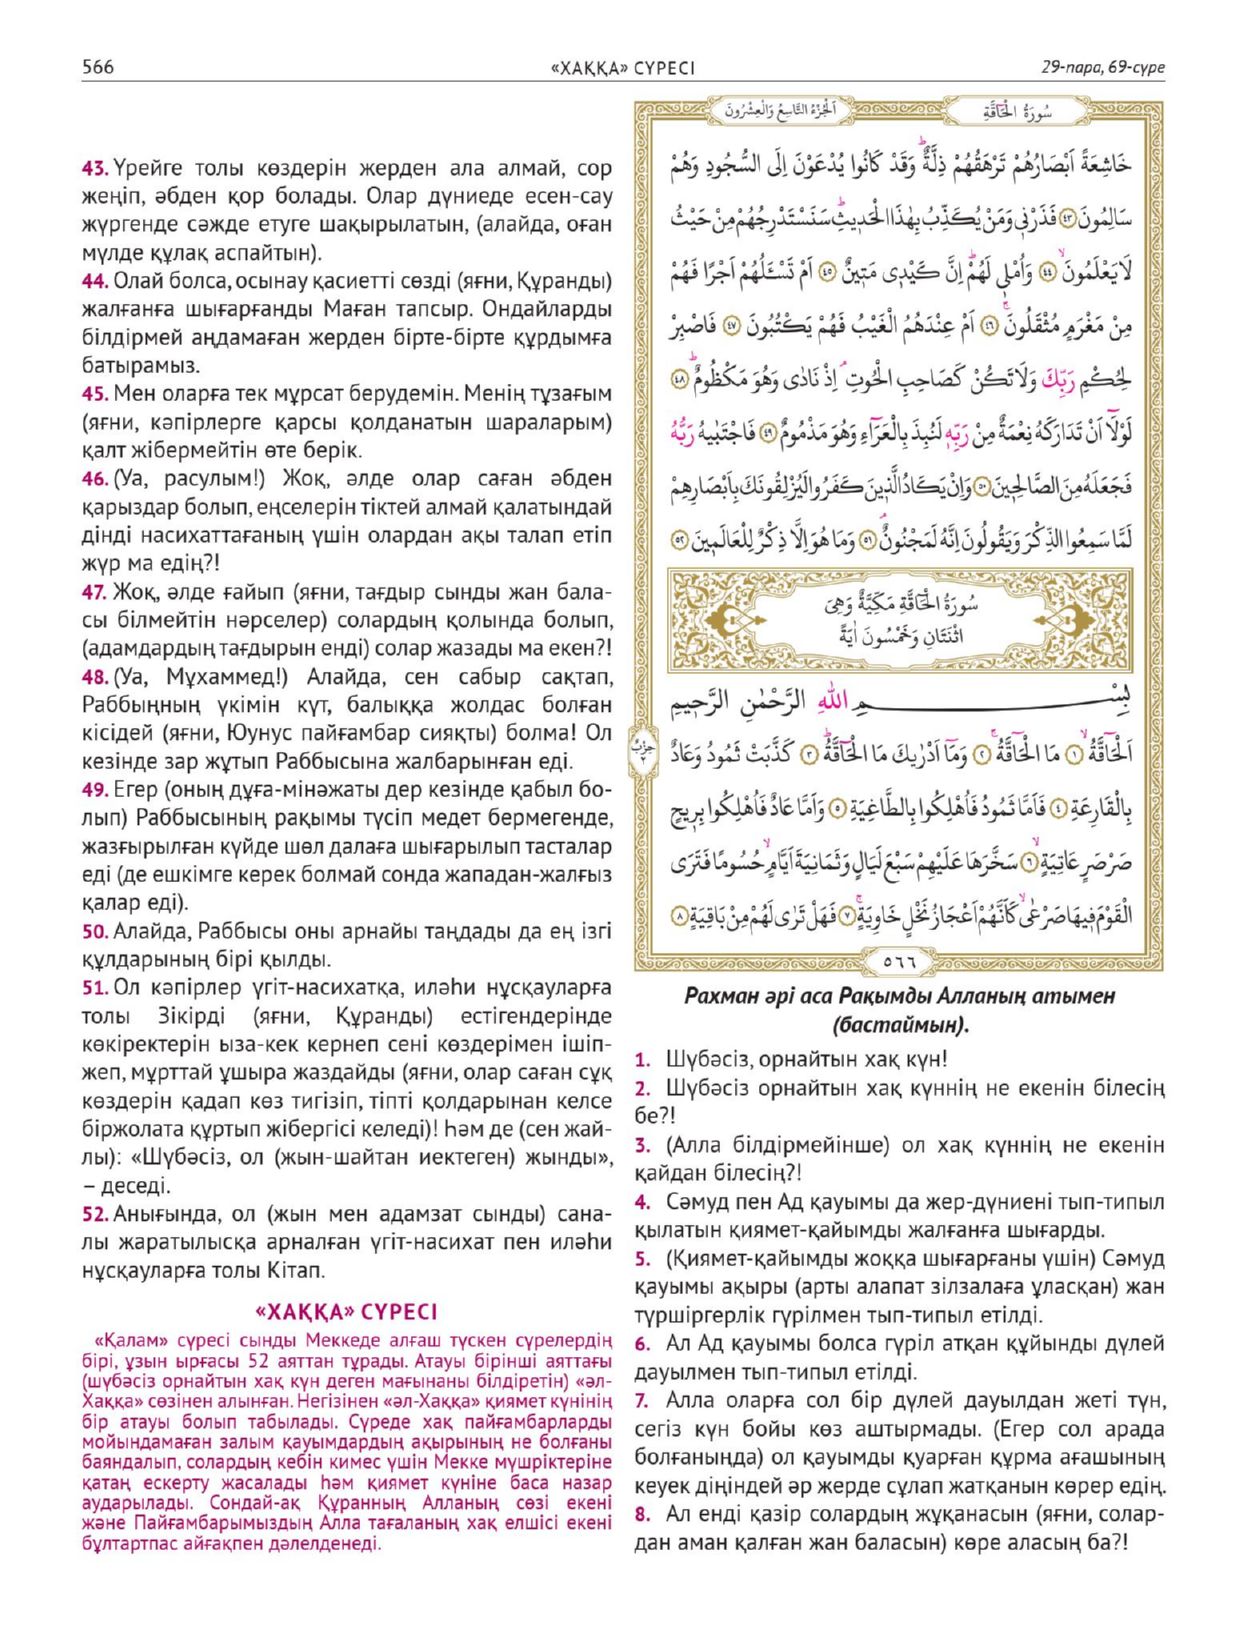 566
«ХАҚҚА» СҮРЕСІ
29-пара, 69-сүре
43. Үрейге толы көздерін жерден ала алмай, сор
жеңіп, әбден қор болады. Олар дүниеде есен-сау
жүргенде сәжде етуге шақырылатын, (алайда, оған
мүлде құлақ аспайтын).
44. Олай болса, осынау қасиетті сөзді (яғни, Құранды)
жалғанға шығарғанды Маған тапсыр. Ондайларды
білдірмей аңдамаған жерден бірте-бірте құрдымға
батырамыз.
45. Мен оларға тек мұрсат берудемін. Менің тұзағым
(яғни, кәпірлерге қарсы қолданатын шараларым)
қалт жібермейтін өте берік.
46. (Уа, расулым!) Жоқ, әлде олар саған әбден
қарыздар болып, еңселерін тіктей алмай қалатындай
дінді насихаттағаның үшін олардан ақы талап етіп
жүр ма едің?!
47. Жоқ, әлде ғайып (яғни, тағдыр сынды жан бала-
сы білмейтін нәрселер) солардың қолында болып,
(адамдардың тағдырын енді) солар жазады ма екен?!
48. (Уа, Мұхаммед!) Алайда, сен сабыр сақтап,
Раббыңның үкімін күт, балыққа жолдас болған
кісідей (яғни, Юунус пайғамбар сияқты) болма! Ол
кезінде зар жұтып Раббысына жалбарынған еді.
49. Егер (оның дұға-мінәжаты дер кезінде қабыл бо-
лып) Раббысының рақымы түсіп медет бермегенде,
жазғырылған күйде шөл далаға шығарылып тасталар
еді (де ешкімге керек болмай сонда жападан-жалғыз
қалар еді).
50. Алайда, Раббысы оны арнайы таңдады да ең ізгі
құлдарының бірі қылды.
51. Ол кәпірлер үгіт-насихатқа, иләһи нұсқауларға
толы Зікірді (яғни, Құранды) естігендерінде
көкіректерін ыза-кек кернеп сені көздерімен ішіп-
жеп, мұрттай ұшыра жаздайды (яғни, олар саған сұқ
көздерін қадап көз тигізіп, тіпті қолдарынан келсе
біржолата құртып жібергісі келеді)! Һәм де (сен жай-
лы): «Шүбәсіз, ол (жын-шайтан иектеген) жынды»,
– деседі.
52. Анығында, ол (жын мен адамзат сынды) сана-
лы жаратылысқа арналған үгіт-насихат пен иләһи
нұсқауларға толы Кітап.
«ХАҚҚА» СҮРЕСІ
«Қалам» сүресі сынды Меккеде алғаш түскен сүрелердің
бірі, ұзын ырғасы 52 аяттан тұрады. Атауы бірінші аяттағы
(шүбәсіз орнайтын хақ күн деген мағынаны білдіретін) «әл-
Хаққа» сөзінен алынған. Негізінен «әл-Хаққа» қиямет күнінің
бір атауы болып табылады. Сүреде хақ пайғамбарларды
мойындамаған залым қауымдардың ақырының не болғаны
баяндалып, солардың кебін кимес үшін Мекке мүшріктеріне
қатаң ескерту жасалады һәм қиямет күніне баса назар
аударылады. Сондай-ақ Құранның Алланың сөзі екені
және Пайғамбарымыздың Алла тағаланың хақ елшісі екені
бұлтартпас айғақпен дәлелденеді.
سُورَةُ الْحَاقَّةِ
اَلْجُزْءُ التَّاسِعُ وَالْعِشْرُونَ
خَاشِعَةً اَبْصَارُهُمْ تَرْهَقُهُمْ ذِلَّةٌ وَقَدْ كَانُوا يُدْعَوْنَ اِلَى السُّجُودِ وَهُمْ
سَالِمُونَ ٤٣ فَذَرْنِي وَمَنْ يُكَذِّبُ بِهٰذَا الْحَدِيثِ سَنَسْتَدْرِجُهُمْ مِنْ حَيْثُ
لَا يَعْلَمُونَ ٤٤ وَاُمْلِي لَهُمْ اِنَّ كَيْدِي مَتِينٌ ٤٥ اَمْ تَسْـَٔلُهُمْ اَجْرًا فَهُمْ
مِنْ مَغْرَمٍ مُثْقَلُونَ ٤٦ اَمْ عِنْدَهُمُ الْغَيْبُ فَهُمْ يَكْتُبُونَ ٤٧ فَاصْبِرْ
لِحُكْمِ رَبِّكَ وَلَا تَكُنْ كَصَاحِبِ الْحُوتِ اِذْ نَادٰى وَهُوَ مَكْظُومٌ ٤٨
لَوْلَٓا اَنْ تَدَارَكَهُ نِعْمَةٌ مِنْ رَبِّهِ لَنُبِذَ بِالْعَرَٓاءِ وَهُوَ مَذْمُومٌ ٤٩ فَاجْتَبٰيهُ رَبُّهُ
فَجَعَلَهُ مِنَ الصَّالِحِينَ ٥٠ وَاِنْ يَكَادُ الَّذِينَ كَفَرُوا لَيُزْلِقُونَكَ بِاَبْصَارِهِمْ
لَمَّا سَمِعُوا الذِّكْرَ وَيَقُولُونَ اِنَّهُ لَمَجْنُونٌ ٥١ وَمَا هُوَ اِلَّا ذِكْرٌ لِلْعَالَمِينَ ٥٢
سُورَةُ الْحَاقَّةِ مَكِّيَّةٌ وَهِيَ
اثْنَتَانِ وَخَمْسُونَ اٰيَةً
بِسْــــــــمِ اللّٰهِ الرَّحْمٰنِ الرَّحِيمِ
اَلْحَٓاقَّةُ ١ مَا الْحَٓاقَّةُ ٢ وَمَٓا اَدْرٰيكَ مَا الْحَٓاقَّةُ ٣ كَذَّبَتْ ثَمُودُ وَعَادٌ
حِزْبٌ ٢
بِالْقَارِعَةِ ٤ فَاَمَّا ثَمُودُ فَاُهْلِكُوا بِالطَّاغِيَةِ ٥ وَاَمَّا عَادٌ فَاُهْلِكُوا بِرِيحٍ
صَرْصَرٍ عَاتِيَةٍ ٦ سَخَّرَهَا عَلَيْهِمْ سَبْعَ لَيَالٍ وَثَمَانِيَةَ اَيَّامٍ حُسُومًا فَتَرَى
الْقَوْمَ فِيهَا صَرْعٰى كَاَنَّهُمْ اَعْجَازُ نَخْلٍ خَاوِيَةٍ ٧ فَهَلْ تَرٰى لَهُمْ مِنْ بَاقِيَةٍ ٨
٥٦٦
Рахман әрі аса Рақымды Алланың атымен
(бастаймын).
1. Шүбәсіз, орнайтын хақ күн!
2. Шүбәсіз орнайтын хақ күннің не екенін білесің
бе?!
3. (Алла білдірмейінше) ол хақ күннің не екенін
қайдан білесің?!
4. Сәмуд пен Ад қауымы да жер-дүниені тып-типыл
қылатын қиямет-қайымды жалғанға шығарды.
5. (Қиямет-қайымды жоққа шығарғаны үшін) Сәмуд
қауымы ақыры (арты алапат зілзалаға ұласқан) жан
түршіргерлік гүрілмен тып-типыл етілді.
6. Ал Ад қауымы болса гүріл атқан құйынды дүлей
дауылмен тып-типыл етілді.
7. Алла оларға сол бір дүлей дауылдан жеті түн,
сегіз күн бойы көз аштырмады. (Егер сол арада
болғаныңда) ол қауымды қуарған құрма ағашының
кеуек діңіндей әр жерде сұлап жатқанын көрер едің.
8. Ал енді қазір солардың жұқанасын (яғни, солар-
дан аман қалған жан баласын) көре аласың ба?!